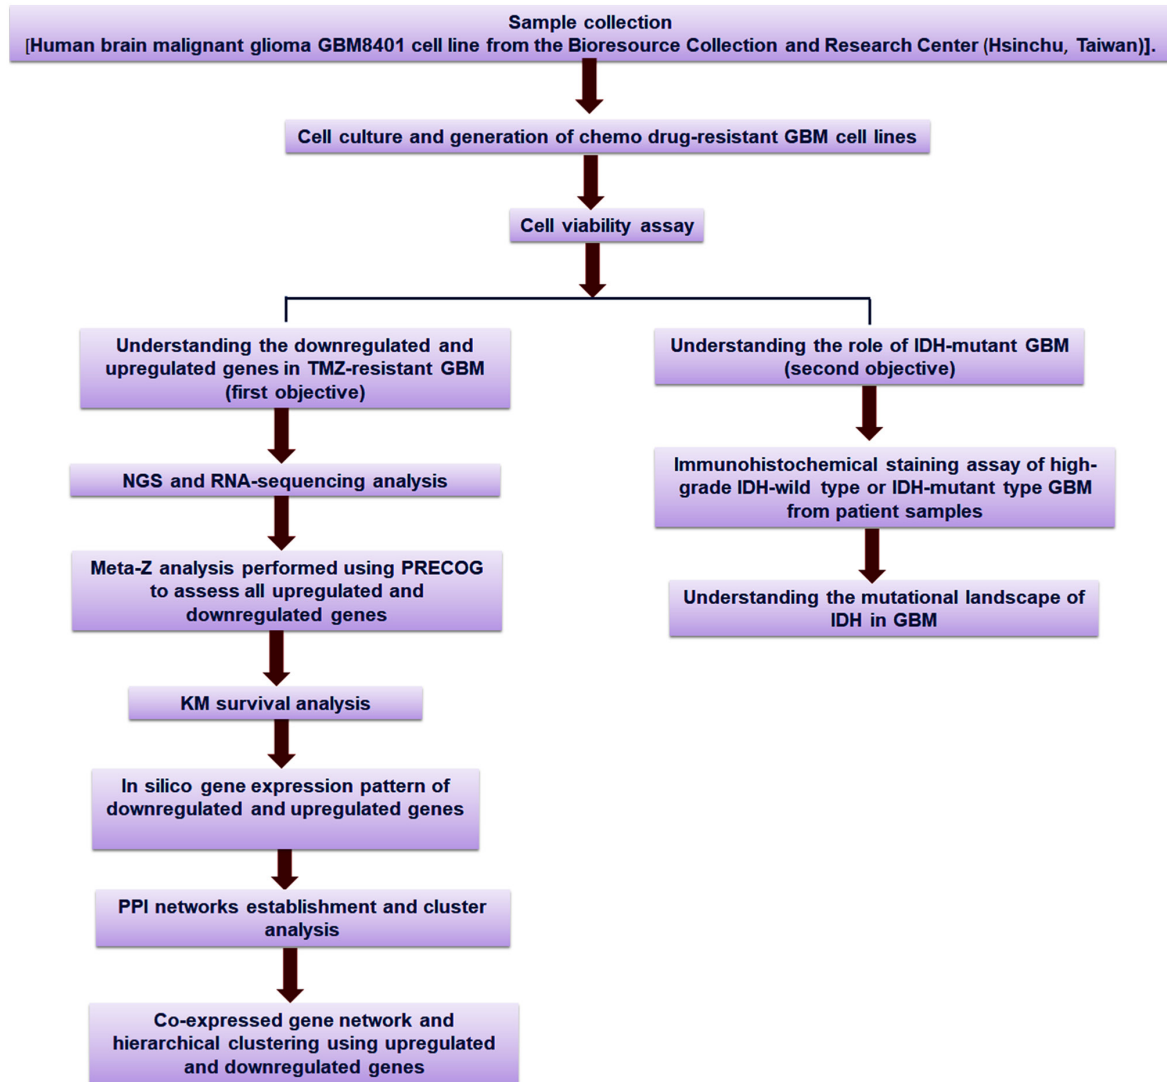 Sample collection
[Human brain malignant glioma GBM8401 cell line from the Bioresource Collection and Research Center (Hsinchu, Taiwan)].
Cell culture and generation of chemo drug-resistant GBM cell lines
Cell viability assay
Understanding the downregulated and
upregulated genes in TMZ-resistant GBM
(first objective)
NGS and RNA-sequencing analysis
Meta-Z analysis performed using PRECOG
to assess all upregulated and
downregulated genes
KM survival analysis
In silico gene expression pattern of
downregulated and upregulated genes
PPI networks establishment and cluster
analysis
Co-expressed gene network and
hierarchical clustering using upregulated
and downregulated genes
Understanding the role of IDH-mutant GBM
(second objective)
Immunohistochemical staining assay of high-
grade IDH-wild type or IDH-mutant type GBM
from patient samples
Understanding the mutational landscape of
IDH in GBM